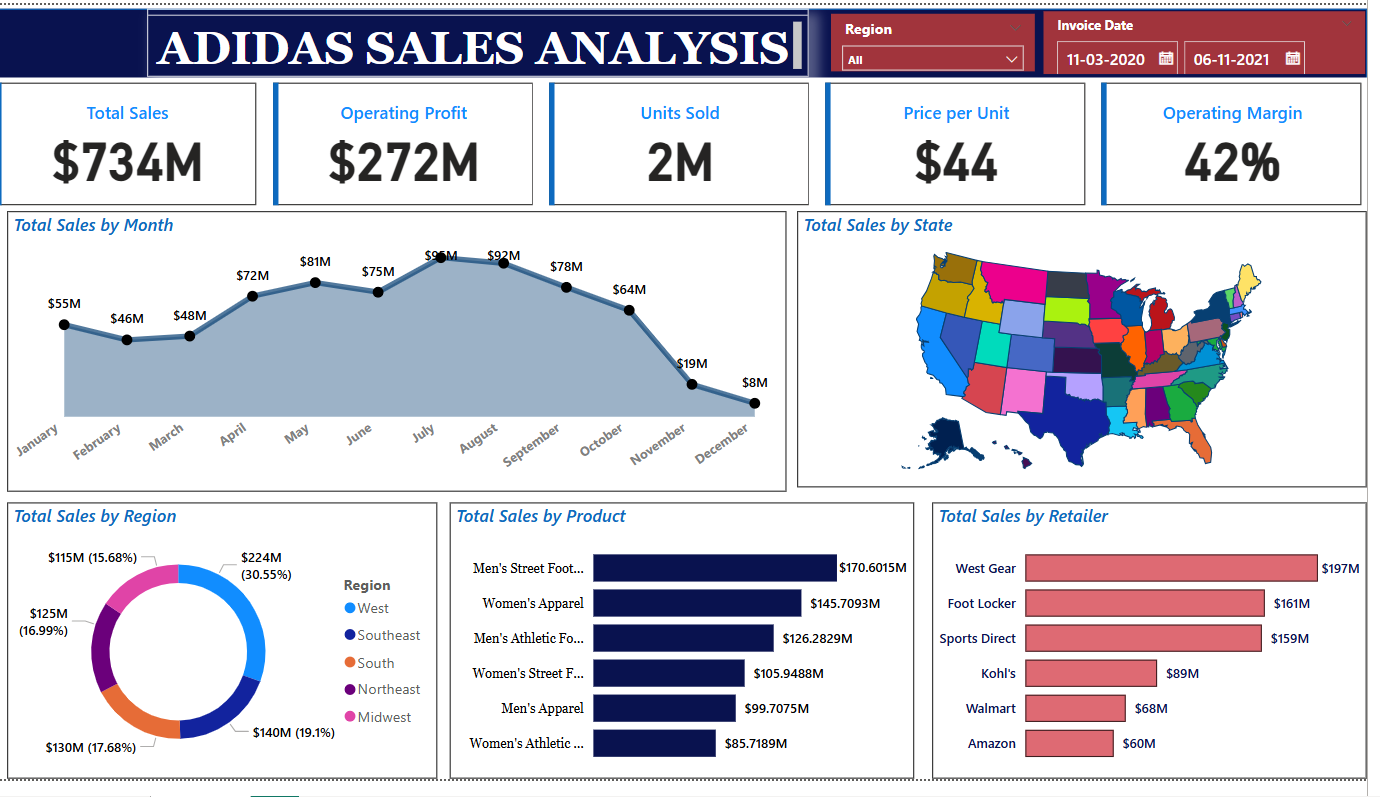 ADIDAS SALES ANALYSIS
Region
All
Invoice Date
11-03-2020
06-11-2021
Total Sales
$734M
Operating Profit
$272M
Units Sold
2M
Price per Unit
$44
Operating Margin
42%
Total Sales by Month
$55M
$46M
$48M
$72M
$81M
$75M
$95M
$92M
$78M
$64M
$19M
$8M
January
February
March
April
May
June
July
August
September
October
November
December
Total Sales by State
Total Sales by Region
$115M (15.68%)
$224M
(30.55%)
$125M
(16.99%)
$130M (17.68%)
$140M (19.1%)
Region
West
Southeast
South
Northeast
Midwest
Total Sales by Product
Men's Street Foot... $170.6015M
Women's Apparel $145.7093M
Men's Athletic Fo... $126.2829M
Women's Street F... $105.9488M
Men's Apparel $99.7075M
Women's Athletic ... $85.7189M
Total Sales by Retailer
West Gear $197M
Foot Locker $161M
Sports Direct $159M
Kohl's $89M
Walmart $68M
Amazon $60M